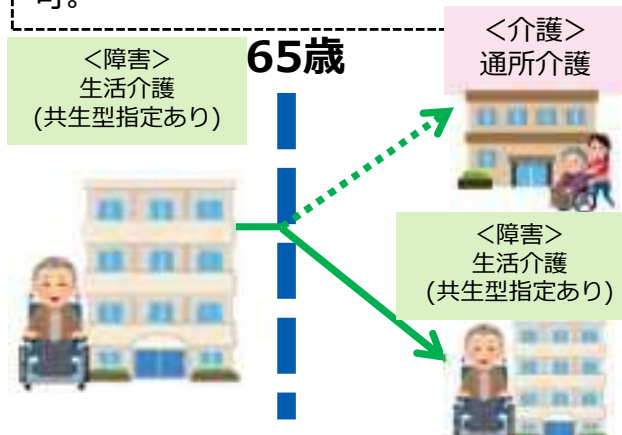 可。
<障害>
生活介護
(共生型指定あり)
65歳
<介護>
通所介護
<障害>
生活介護
(共生型指定あり)